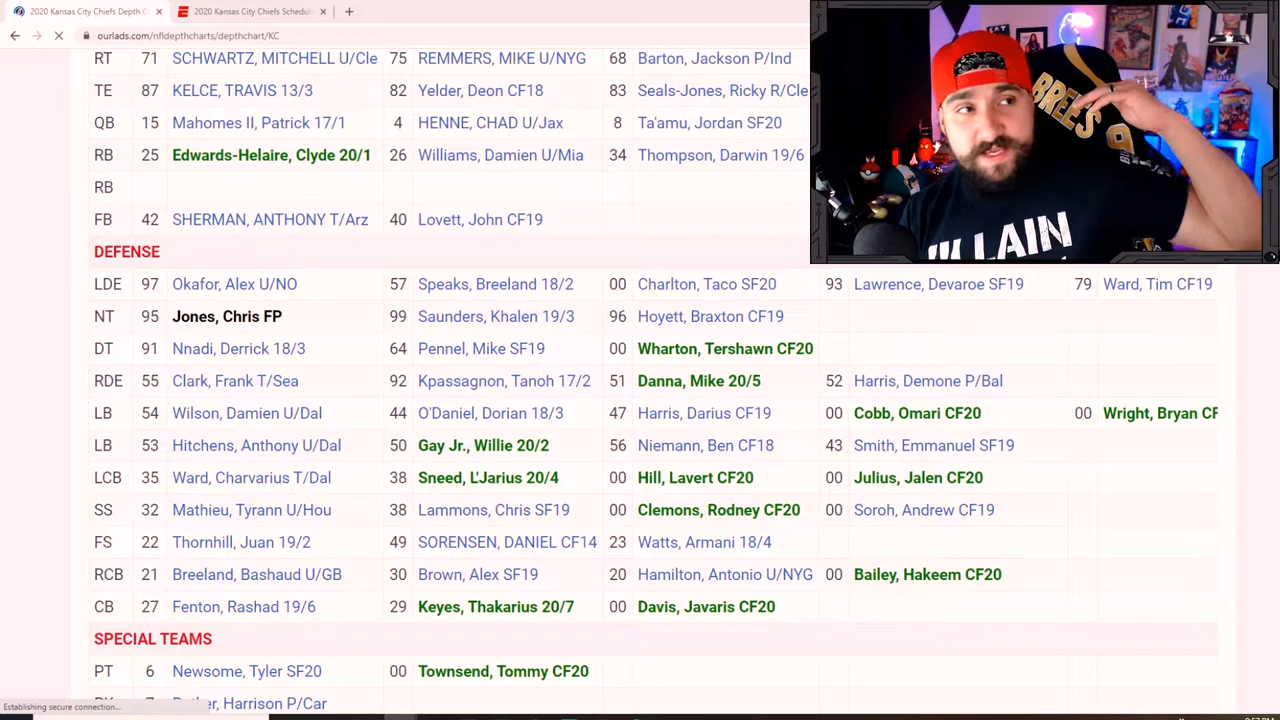 2020 Kansas City Chiefs Depth C
2020 Kansas City Chiefs Schedul
ourlads.com/nfldepthcharts/depthchart/KC
RT 71 SCHWARTZ, MITCHELL U/Cle 75 REMMERS, MIKE U/NYG 68 Barton, Jackson P/Ind
TE 87 KELCE, TRAVIS 13/3 82 Yelder, Deon CF18 83 Seals-Jones, Ricky R/Cle
QB 15 Mahomes II, Patrick 17/1 4 HENNE, CHAD U/Jax 8 Ta'amu, Jordan SF20
RB 25 Edwards-Helaire, Clyde 20/1 26 Williams, Damien U/Mia 34 Thompson, Darwin 19/6
RB
FB 42 SHERMAN, ANTHONY T/Arz 40 Lovett, John CF19
BREES 9
VILLAIN
DEFENSE
LDE 97 Okafor, Alex U/NO 57 Speaks, Breeland 18/2 00 Charlton, Taco SF20 93 Lawrence, Devaroe SF19 79 Ward, Tim CF19
NT 95 Jones, Chris FP 99 Saunders, Khalen 19/3 96 Hoyett, Braxton CF19
DT 91 Nnadi, Derrick 18/3 64 Pennel, Mike SF19 00 Wharton, Tershawn CF20
RDE 55 Clark, Frank T/Sea 92 Kpassagnon, Tanoh 17/2 51 Danna, Mike 20/5 52 Harris, Demone P/Bal
LB 54 Wilson, Damien U/Dal 44 O'Daniel, Dorian 18/3 47 Harris, Darius CF19 00 Cobb, Omari CF20 00 Wright, Bryan CF
LB 53 Hitchens, Anthony U/Dal 50 Gay Jr., Willie 20/2 56 Niemann, Ben CF18 43 Smith, Emmanuel SF19
LCB 35 Ward, Charvarius T/Dal 38 Sneed, L'Jarius 20/4 00 Hill, Lavert CF20 00 Julius, Jalen CF20
SS 32 Mathieu, Tyrann U/Hou 38 Lammons, Chris SF19 00 Clemons, Rodney CF20 00 Soroh, Andrew CF19
FS 22 Thornhill, Juan 19/2 49 SORENSEN, DANIEL CF14 23 Watts, Armani 18/4
RCB 21 Breeland, Bashaud U/GB 30 Brown, Alex SF19 20 Hamilton, Antonio U/NYG 00 Bailey, Hakeem CF20
CB 27 Fenton, Rashad 19/6 29 Keyes, Thakarius 20/7 00 Davis, Javaris CF20
SPECIAL TEAMS
PT 6 Newsome, Tyler SF20 00 Townsend, Tommy CF20
Harrison P/Car
Establishing secure connection...